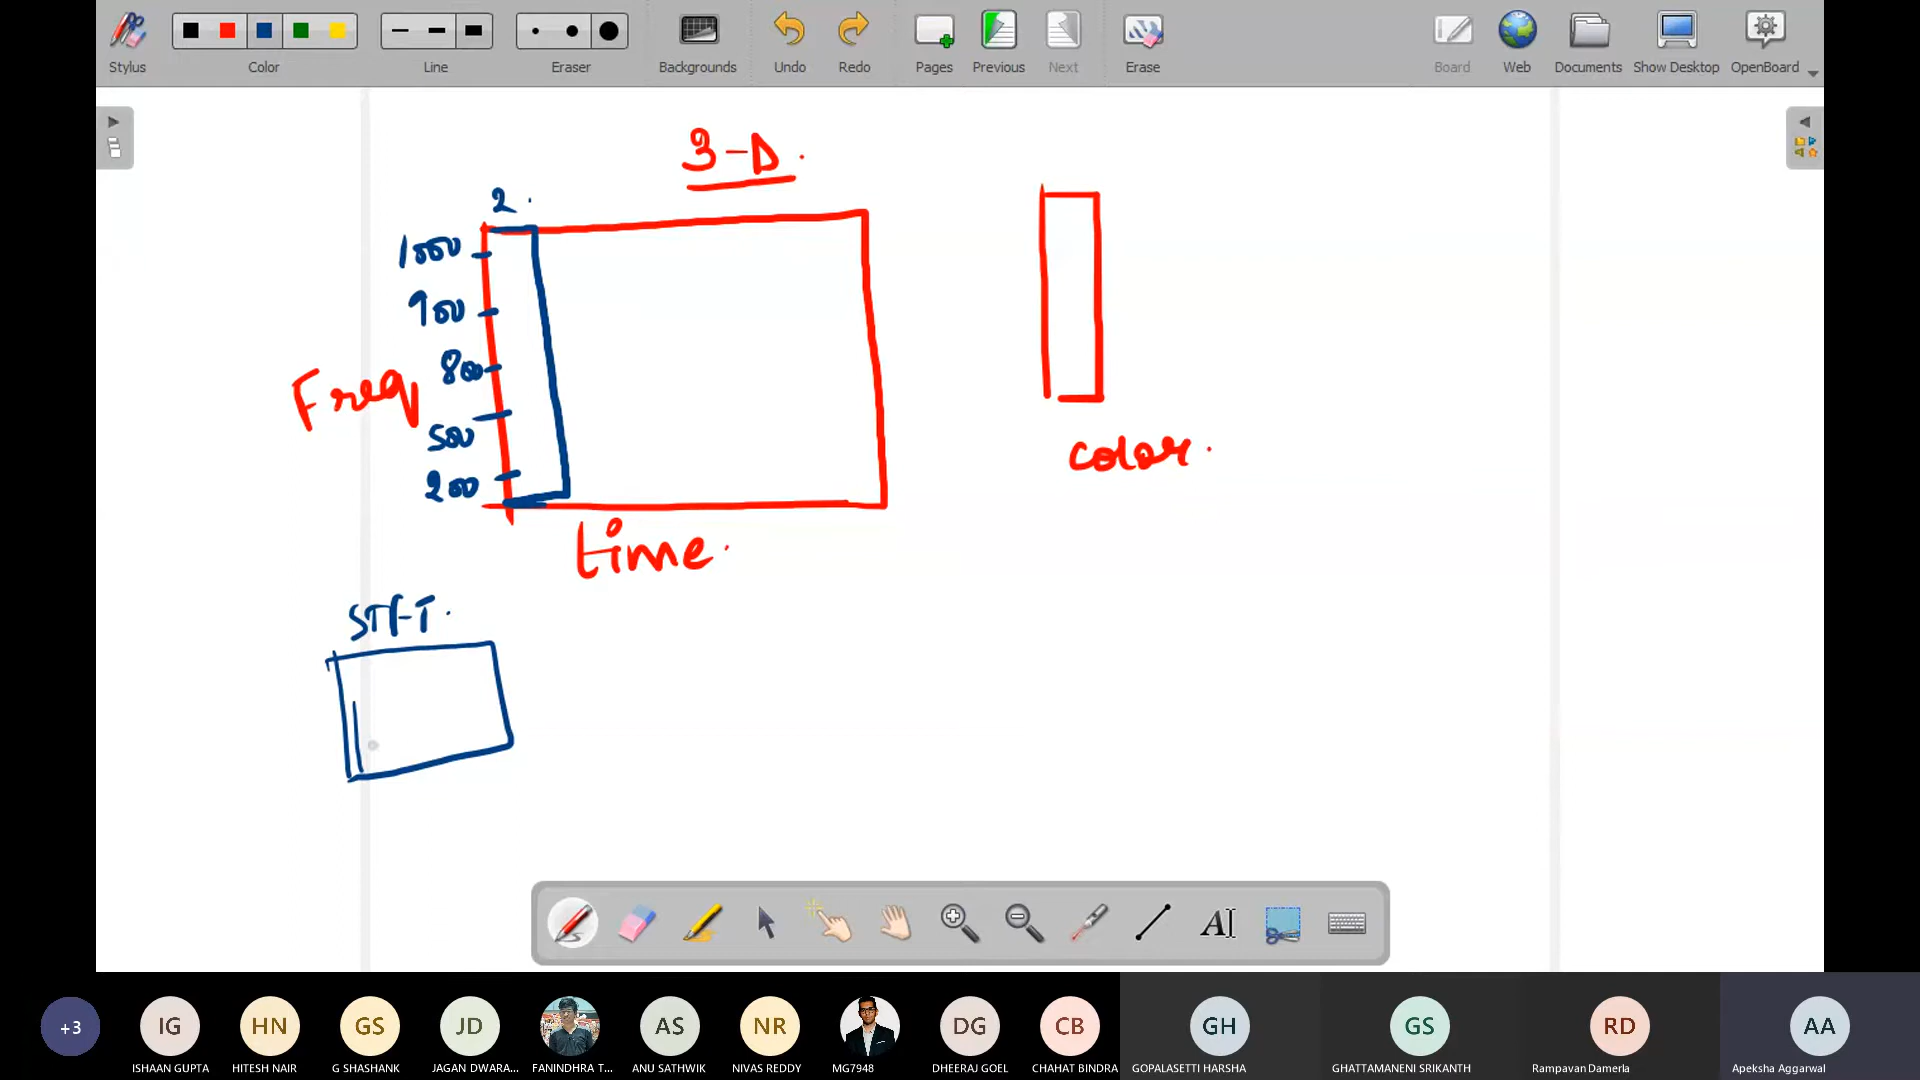 Stylus
Color
Line
Eraser
Backgrounds
Undo
Redo
Pages
Previous
Next
Erase
Board
Web
Documents
Show Desktop
OpenBoard
3-D.
2.
1000
900
800
500
200
Freq
time.
color.
STFT.
AI
+3
IG
HN
GS
JD
AS
NR
DG
CB
GH
GS
RD
AA
ISHAAN GUPTA
HITESH NAIR
G SHASHANK
JAGAN DWARA...
FANINDHRA T...
ANU SATHWIK
NIVAS REDDY
MG7948
DHEERAJ GOEL
CHAHAT BINDRA
GOPALASETTI HARSHA
GHATTAMANENI SRIKANTH
Rampavan Damerla
Apeksha Aggarwal